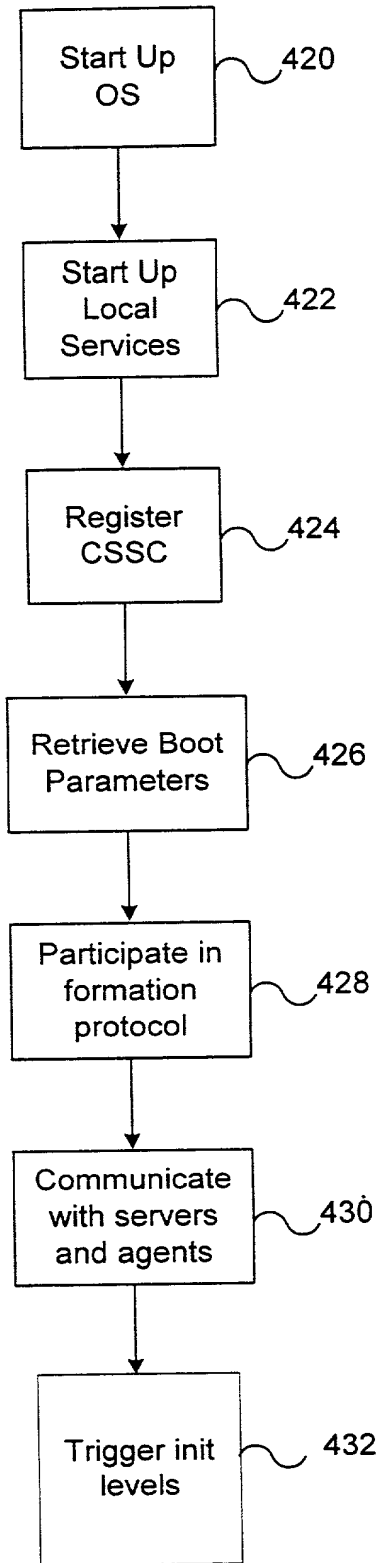 Start Up
OS
420
Start Up
Local
Services
422
Register
CSSC
424
Retrieve Boot
Parameters
426
Participate in
formation
protocol
428
Communicate
with servers
and agents
430
Trigger init
levels
432